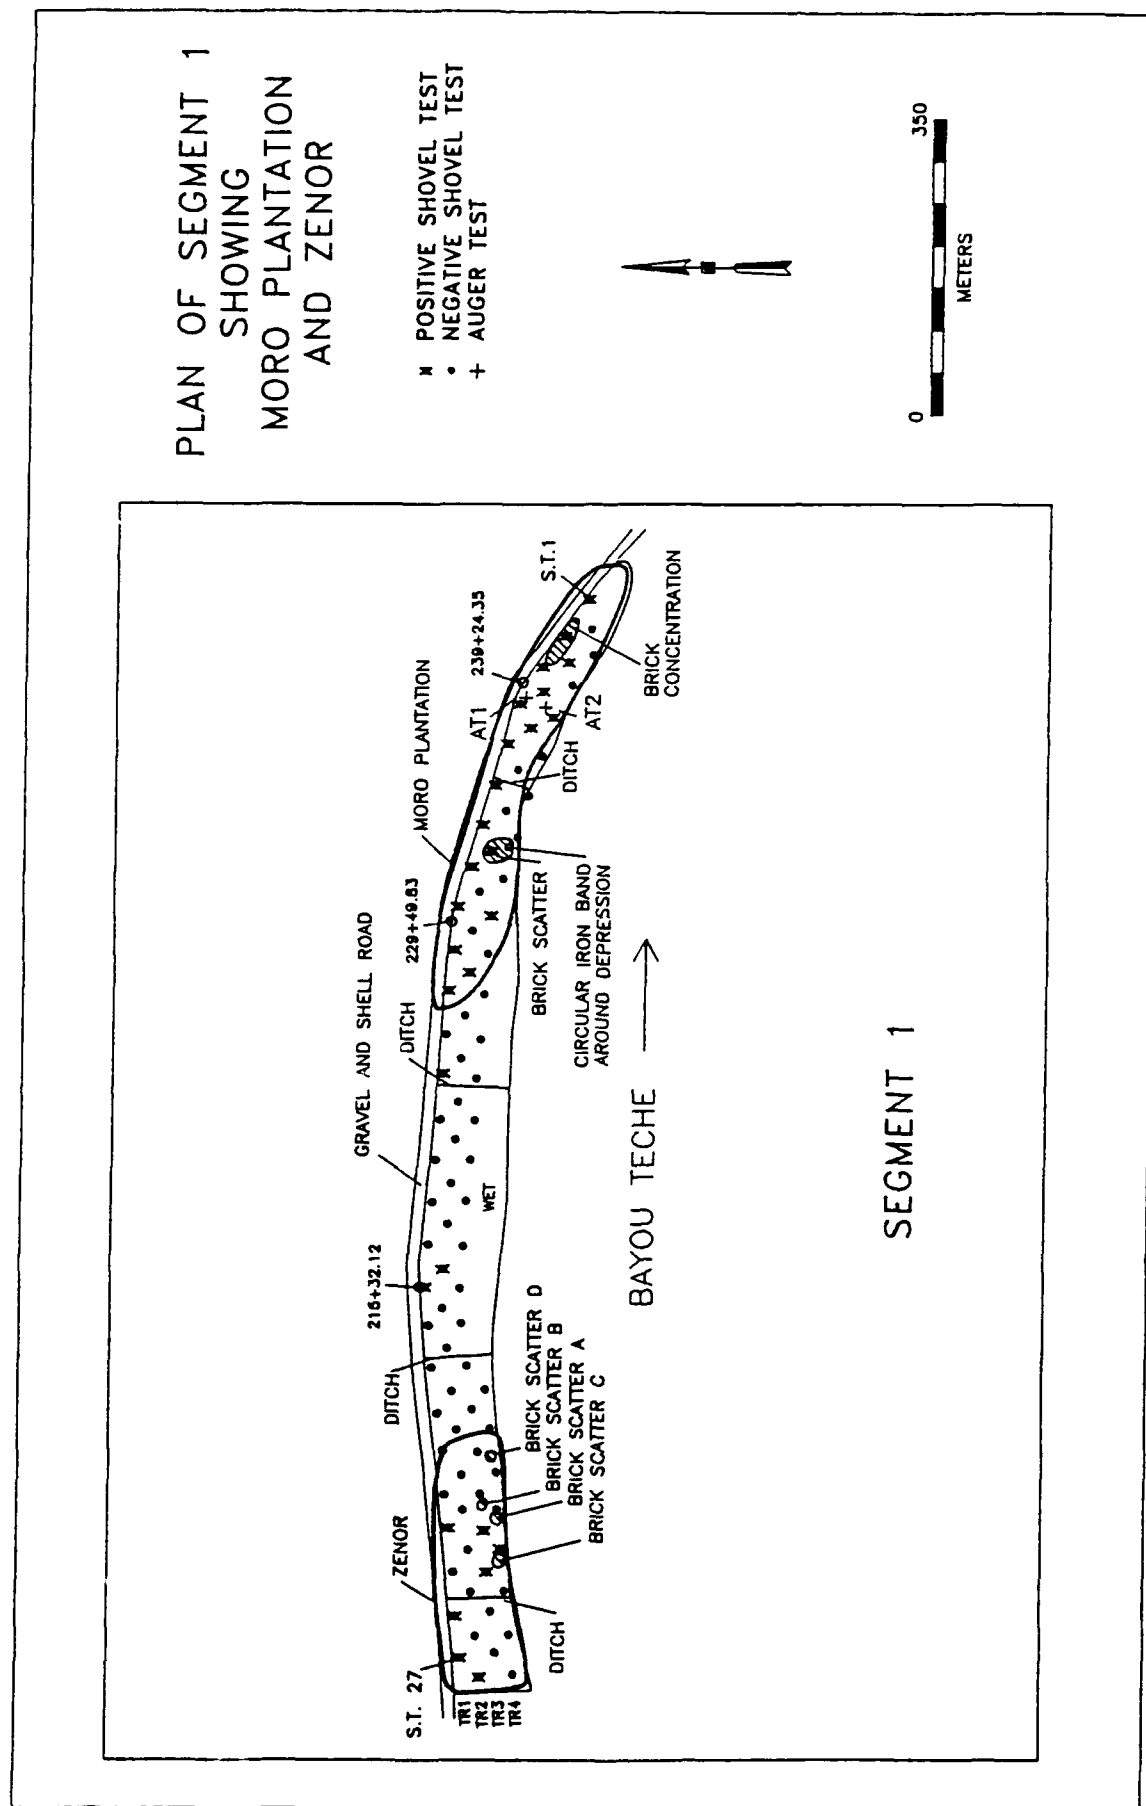 PLAN OF SEGMENT 1
SHOWING
MORO PLANTATION
AND ZENOR
POSITIVE SHOVEL TEST
NEGATIVE SHOVEL TEST
AUGER TEST
0
350
METERS
S.T. 27
ZENOR
DITCH
216+32.12
GRAVEL AND SHELL ROAD
DITCH
229+49.83
MORO PLANTATION
AT1
239+24.35
S.T.1
TR1
TR2
TR3
TR4
DITCH
WET
BRICK SCATTER D
BRICK SCATTER B
BRICK SCATTER A
BRICK SCATTER C
BRICK SCATTER
CIRCULAR IRON BAND
AROUND DEPRESSION
DITCH
AT2
BRICK
CONCENTRATION
BAYOU TECHE
SEGMENT 1